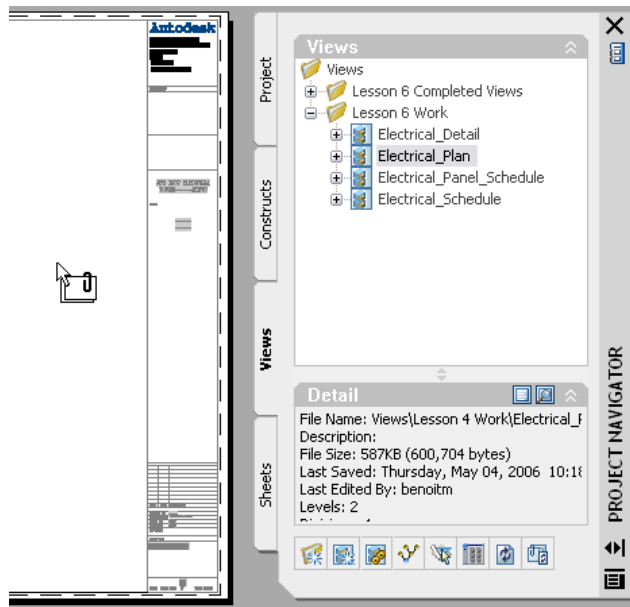 Autodesk
Project
Constructs
Views
Sheets
Views
Views
Lesson 6 Completed Views
Lesson 6 Work
Electrical_Detail
Electrical_Plan
Electrical_Panel_Schedule
Electrical_Schedule
Detail
File Name: Views\Lesson 4 Work\Electrical_
Description:
File Size: 587KB (600,704 bytes)
Last Saved: Thursday, May 04, 2006 10:18
Last Edited By: benoitm
Levels: 2
PROJECT NAVIGATOR